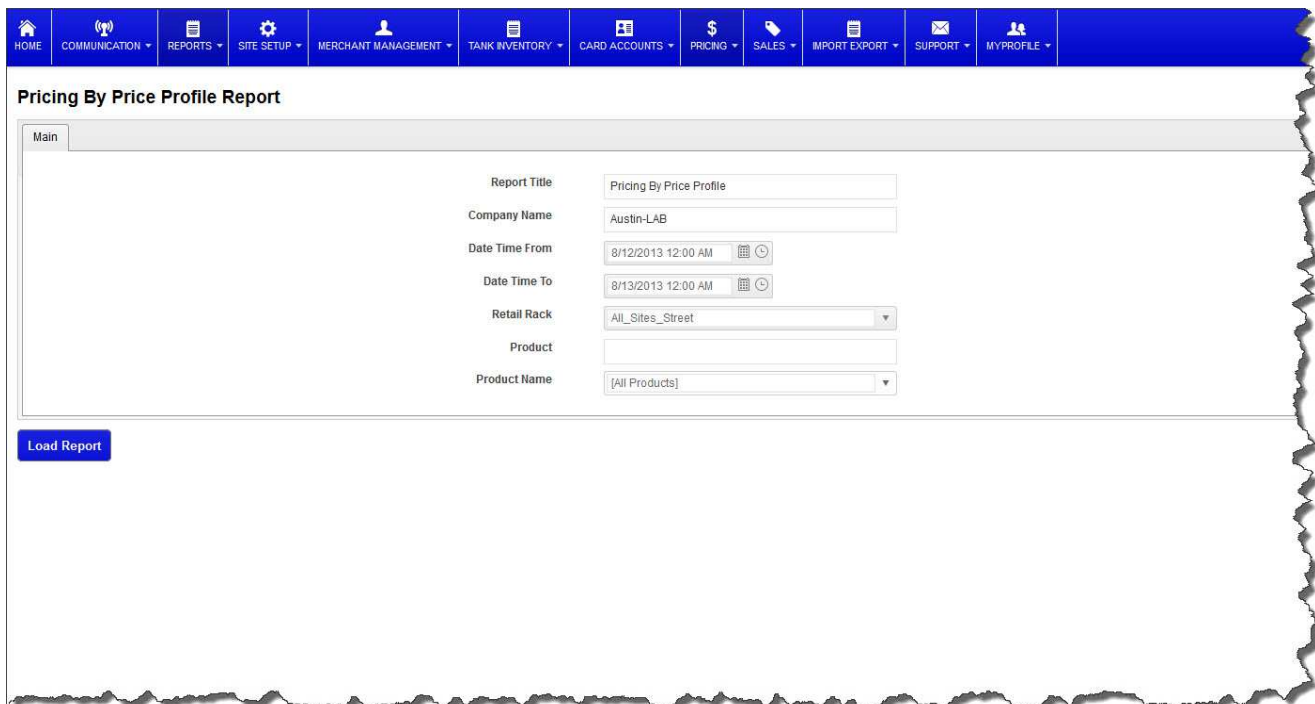 HOME COMMUNICATION REPORTS SITE SETUP MERCHANT MANAGEMENT TANK INVENTORY CARD ACCOUNTS PRICING SALES IMPORT EXPORT SUPPORT MYPROFILE
Pricing By Price Profile Report
Main
Report Title Pricing By Price Profile
Company Name Austin-LAB
Date Time From 8/12/2013 12:00 AM
Date Time To 8/13/2013 12:00 AM
Retail Rack All_Sites_Street
Product
Product Name [All Products]
Load Report